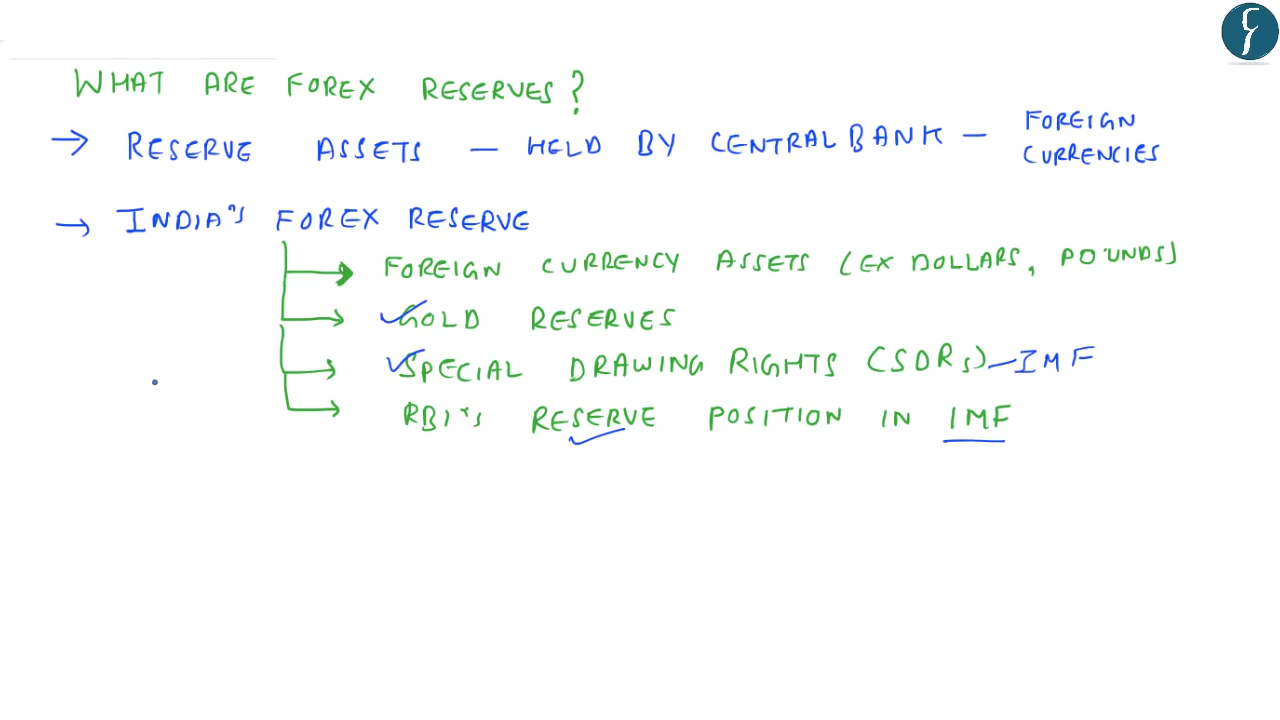 WHAT ARE FOREX RESERVES?
→ RESERVE ASSETS – HELD BY CENTRAL BANK – FOREIGN CURRENCIES
→ INDIA'S FOREX RESERVE
FOREIGN CURRENCY ASSETS (EX DOLLARS, POUNDS)
GOLD RESERVES
SPECIAL DRAWING RIGHTS (SDRs) – IMF
RBI's RESERVE POSITION IN IMF